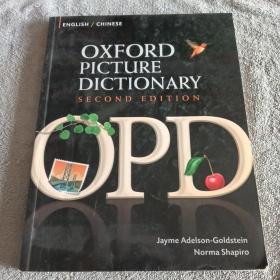 ENGLISH / CHINESE
OXFORD
PICTURE
DICTIONARY
SECOND EDITION
OPD
Jayme Adelson-Goldstein
Norma Shapiro